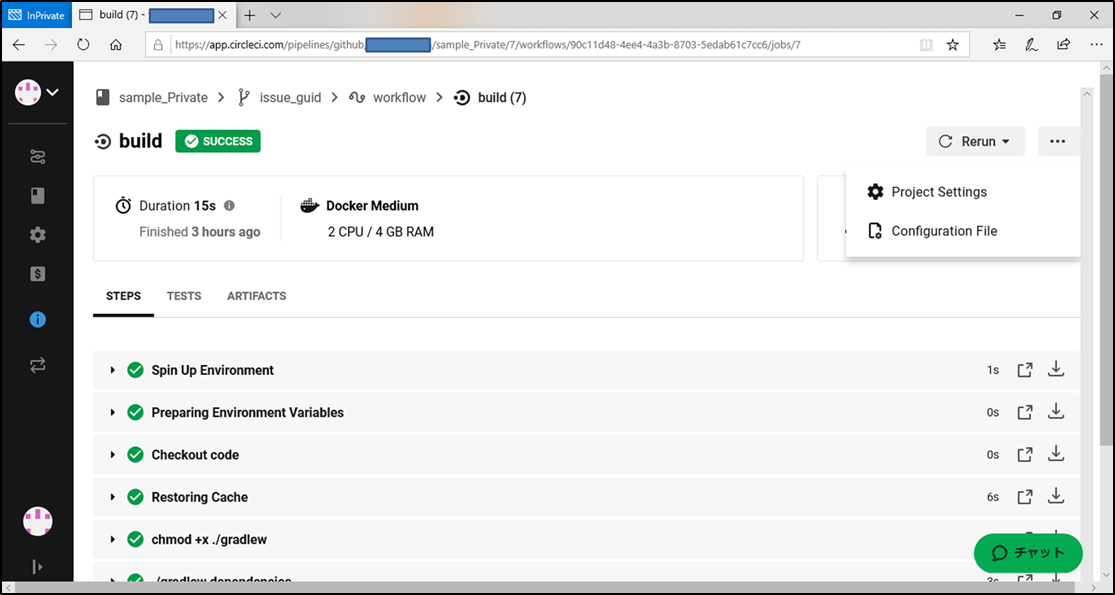 InPrivate
build (7) -
https://app.circleci.com/pipelines/github/
/sample_Private/7/workflows/90c11d48-4ee4-4a3b-8703-5edab61c7cc6/jobs/7
sample_Private
issue_guid
workflow
build (7)
build
SUCCESS
Rerun
Project Settings
Configuration File
Duration 15s
Finished 3 hours ago
Docker Medium
2 CPU / 4 GB RAM
STEPS
TESTS
ARTIFACTS
Spin Up Environment
1s
Preparing Environment Variables
0s
Checkout code
0s
Restoring Cache
6s
chmod +x ./gradlew
チャット
./gradlew dependencies
3s